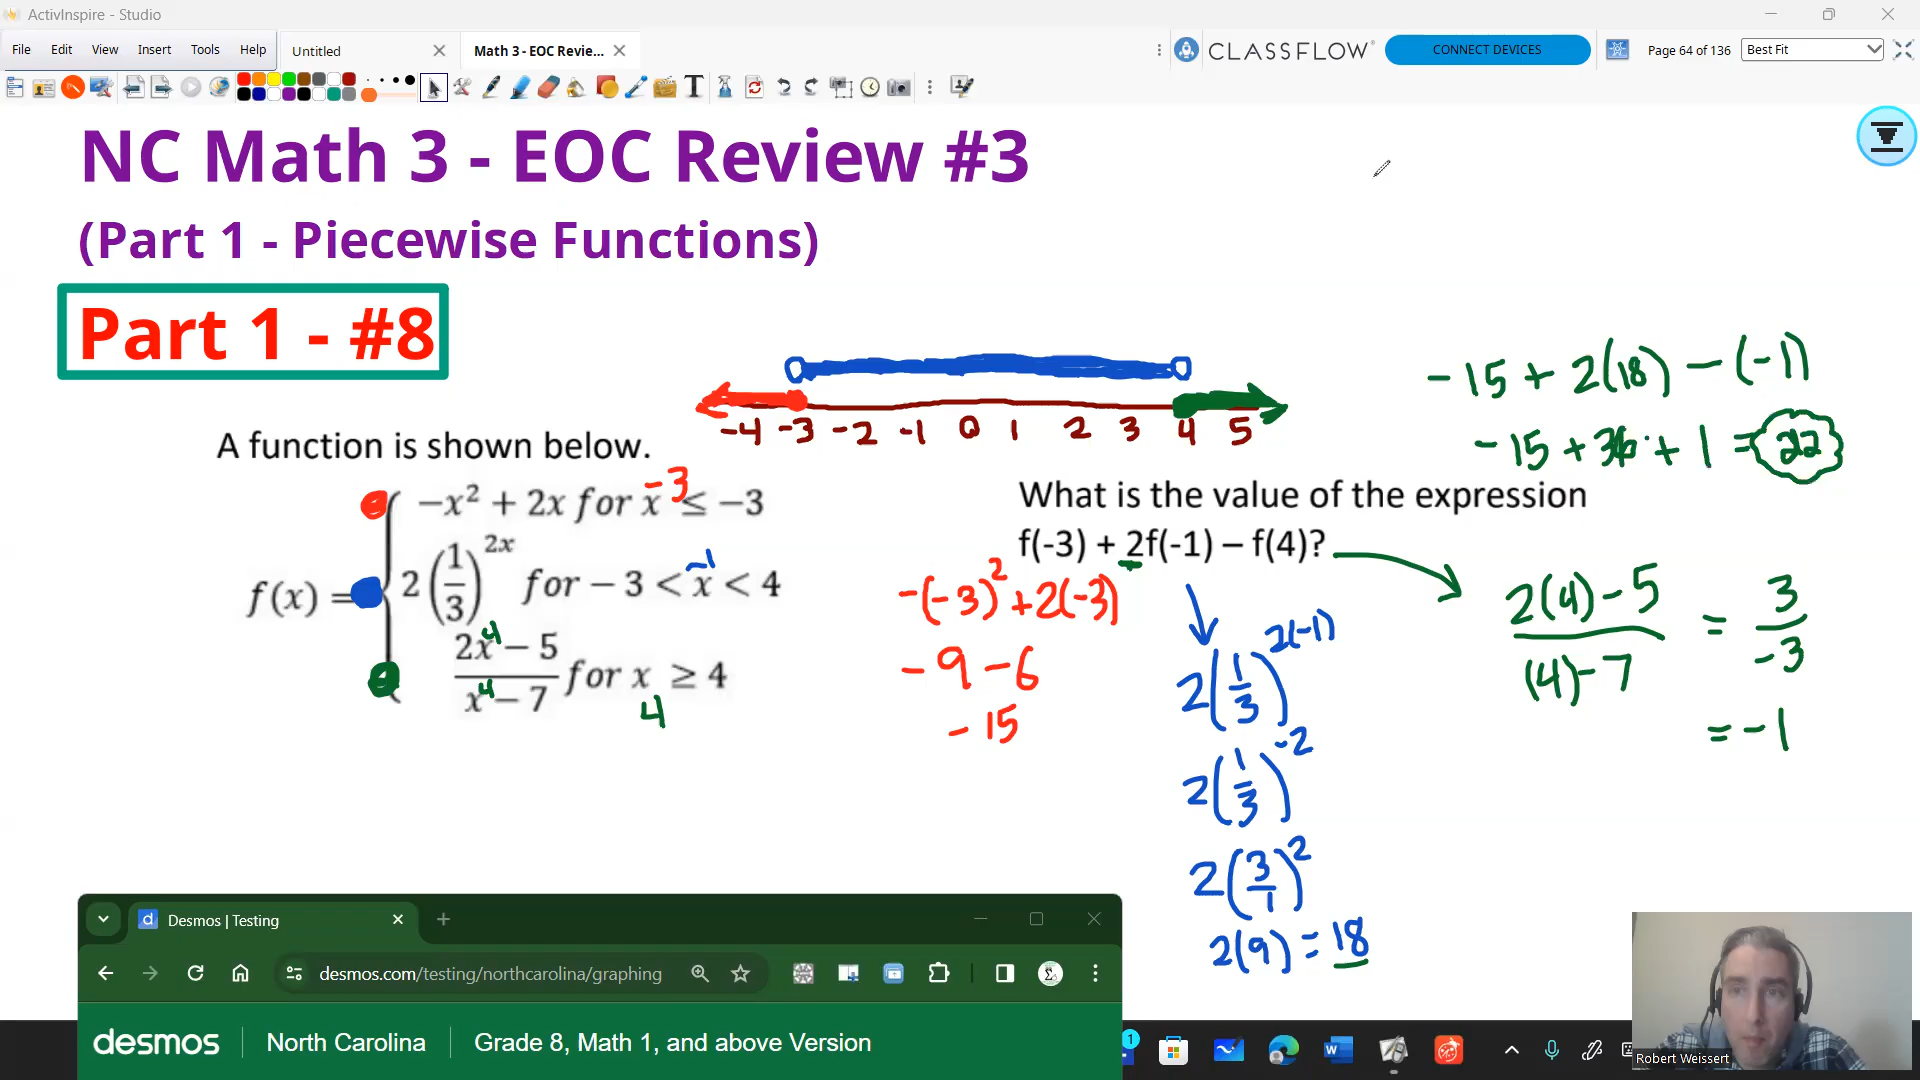 ActivInspire - Studio
File Edit View Insert Tools Help
Untitled
Math 3 - EOC Revie...
CLASSFLOW
CONNECT DEVICES
Page 64 of 136
Best Fit
NC Math 3 - EOC Review #3
(Part 1 - Piecewise Functions)
Part 1 - #8
-4 -3 -2 -1 0 1 2 3 4 5
-15 + 2(18) - (-1)
-15 + 36 + 1 = 22
A function is shown below.
-3
−x² + 2x for x ≤ −3
-1
f(x) = 2(1/3)^{2x} for − 3 < x < 4
4
(2x − 5)/(x − 7) for x ≥ 4
4
4
What is the value of the expression
f(-3) + 2f(-1) – f(4)?
-(-3)² + 2(-3)
-9 - 6
-15
2(1/3)^{2(-1)}
2(1/3)^{-2}
2(3/1)²
2(9) = 18
(2(4) - 5)/((4) - 7) = 3/-3
= -1
Desmos | Testing
desmos.com/testing/northcarolina/graphing
desmos North Carolina Grade 8, Math 1, and above Version
1
Robert Weissert